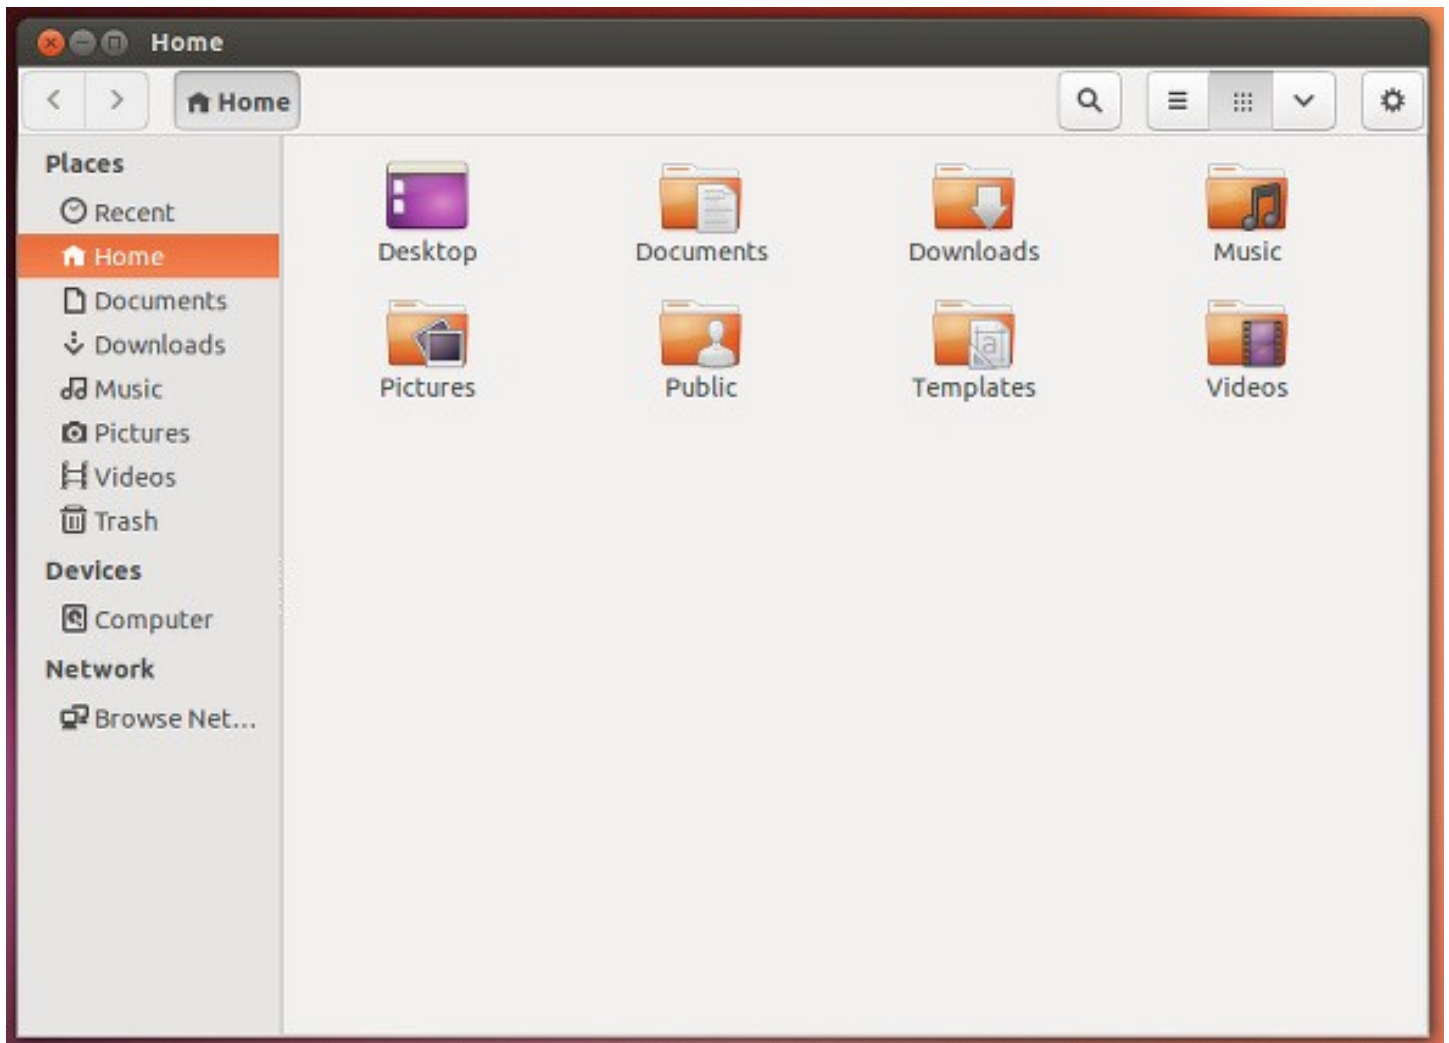 Home
Home
Places
Recent
Home
Documents
Downloads
Music
Pictures
Videos
Trash
Devices
Computer
Network
Browse Net...
Desktop Documents Downloads Music
Pictures Public Templates Videos